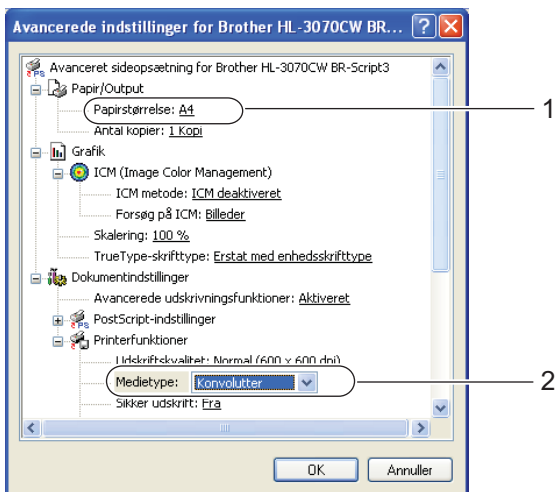 Avancerede indstillinger for Brother HL-3070CW BR...
Avanceret sideopsætning for Brother HL-3070CW BR-Script3
Papir/Output
Papirstørrelse: A4
1
Antal kopier: 1 Kopi
Grafik
ICM (Image Color Management)
ICM metode: ICM deaktiveret
Forsøg på ICM: Billeder
Skalering: 100 %
TrueType-skrifttype: Erstat med enhedsskrifttype
Dokumentindstillinger
Avancerede udskrivningsfunktioner: Aktiveret
PostScript-indstillinger
Printerfunktioner
Udskriftskvalitet: Normal (600 x 600 dpi)
Medietype: Konvolutter
2
Sikker udskrift: Fra
OK Annuller